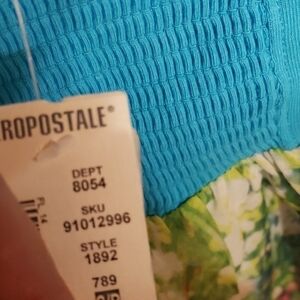 ROPOSTALE®
DEPT
8054
SKU
91012996
STYLE
1892
789